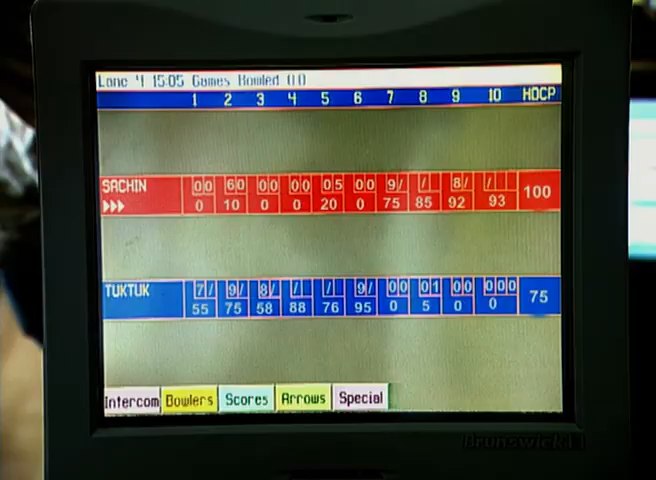 Lane 4 15:05 Games Bowled (1)
1 2 3 4 5 6 7 8 9 10 HDCP
SACHIN 00 60 00 00 05 00 9/ / 8/ / 100
0 10 0 0 20 0 75 85 92 93
TUKTUK 7/ 9/ 8/ / / 9/ 00 01 00 000 75
55 75 58 88 76 95 0 5 0 0
Intercom Bowlers Scores Arrows Special
Brunswick